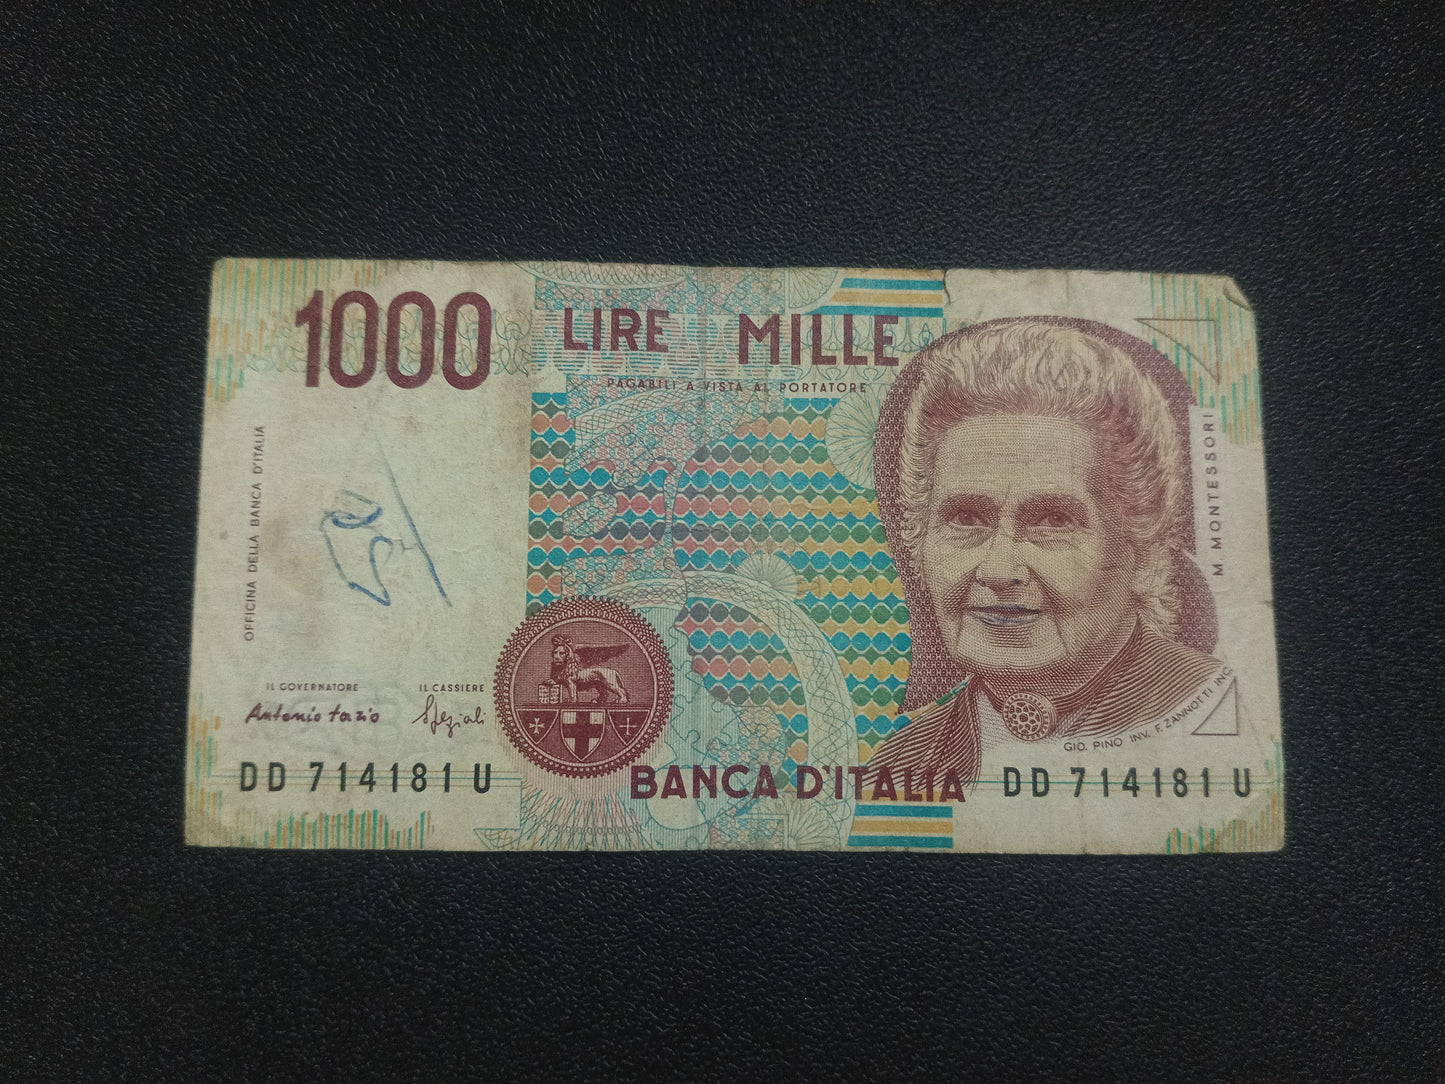 1000 LIRE MILLE
PAGABILI A VISTA AL PORTATORE
OFFICINA DELLA BANCA D'ITALIA
M MONTESSORI
IL GOVERNATORE
Antonio Fazio
IL CASSIERE
Speziali
GIO. PINO INV. F. ZANNOTTI INC.
DD 714181 U
BANCA D'ITALIA
DD 714181 U